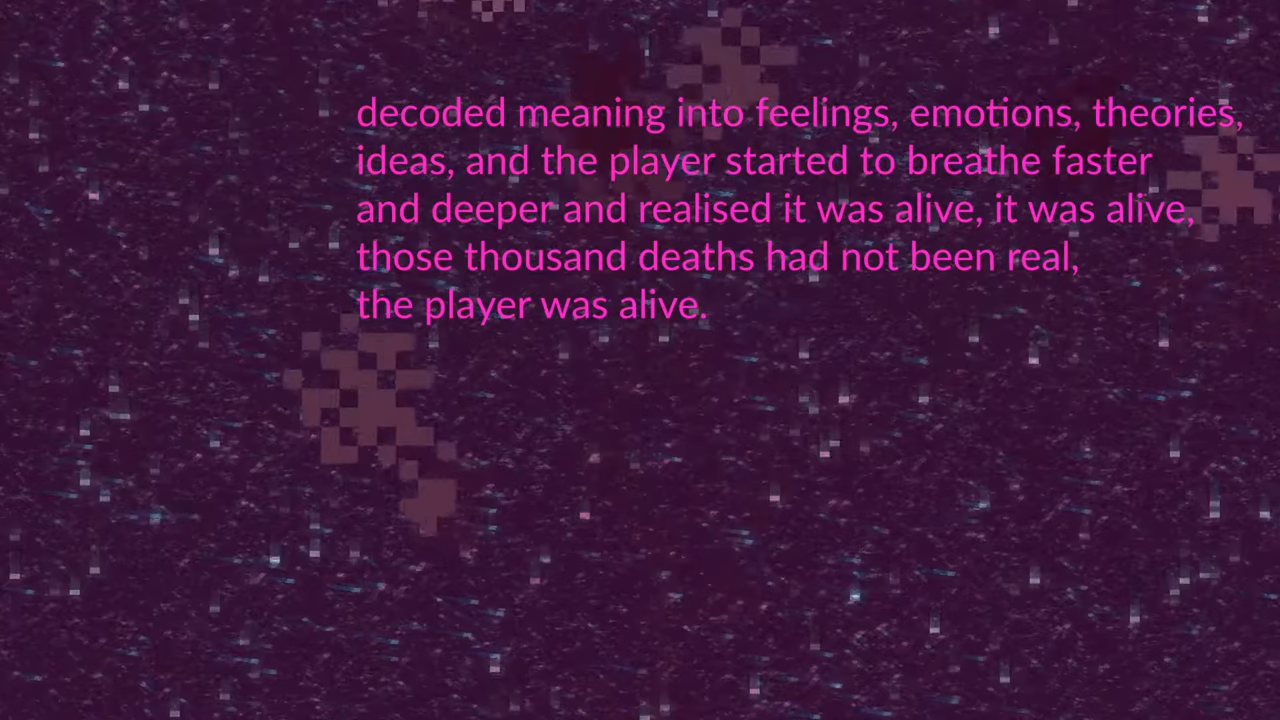 decoded meaning into feelings, emotions, theories,
ideas, and the player started to breathe faster
and deeper and realised it was alive, it was alive,
those thousand deaths had not been real,
the player was alive.